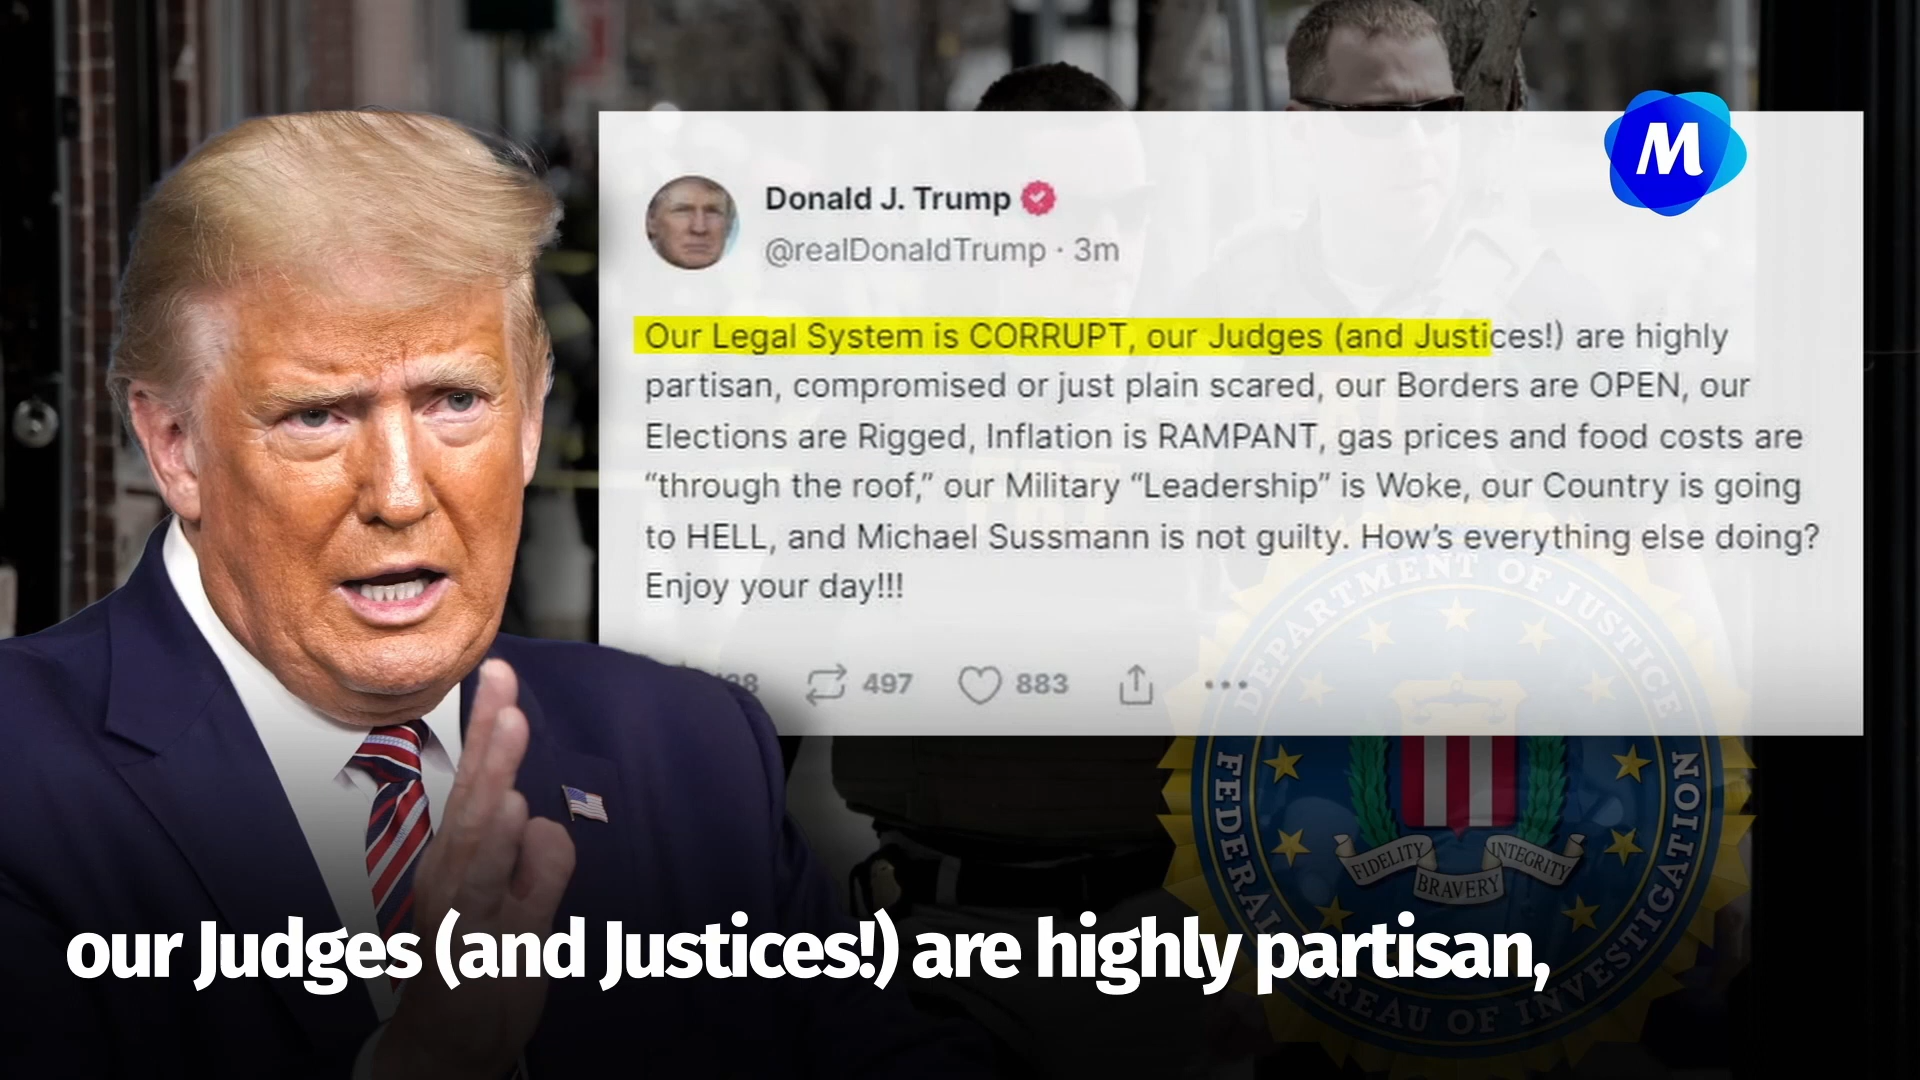 M
Donald J. Trump
@realDonaldTrump · 3m
Our Legal System is CORRUPT, our Judges (and Justices!) are highly
partisan, compromised or just plain scared, our Borders are OPEN, our
Elections are Rigged, Inflation is RAMPANT, gas prices and food costs are
“through the roof,” our Military “Leadership” is Woke, our Country is going
to HELL, and Michael Sussmann is not guilty. How’s everything else doing?
Enjoy your day!!!
497 883
DEPARTMENT OF JUSTICE
FEDERAL BUREAU OF INVESTIGATION
FIDELITY BRAVERY INTEGRITY
our Judges (and Justices!) are highly partisan,